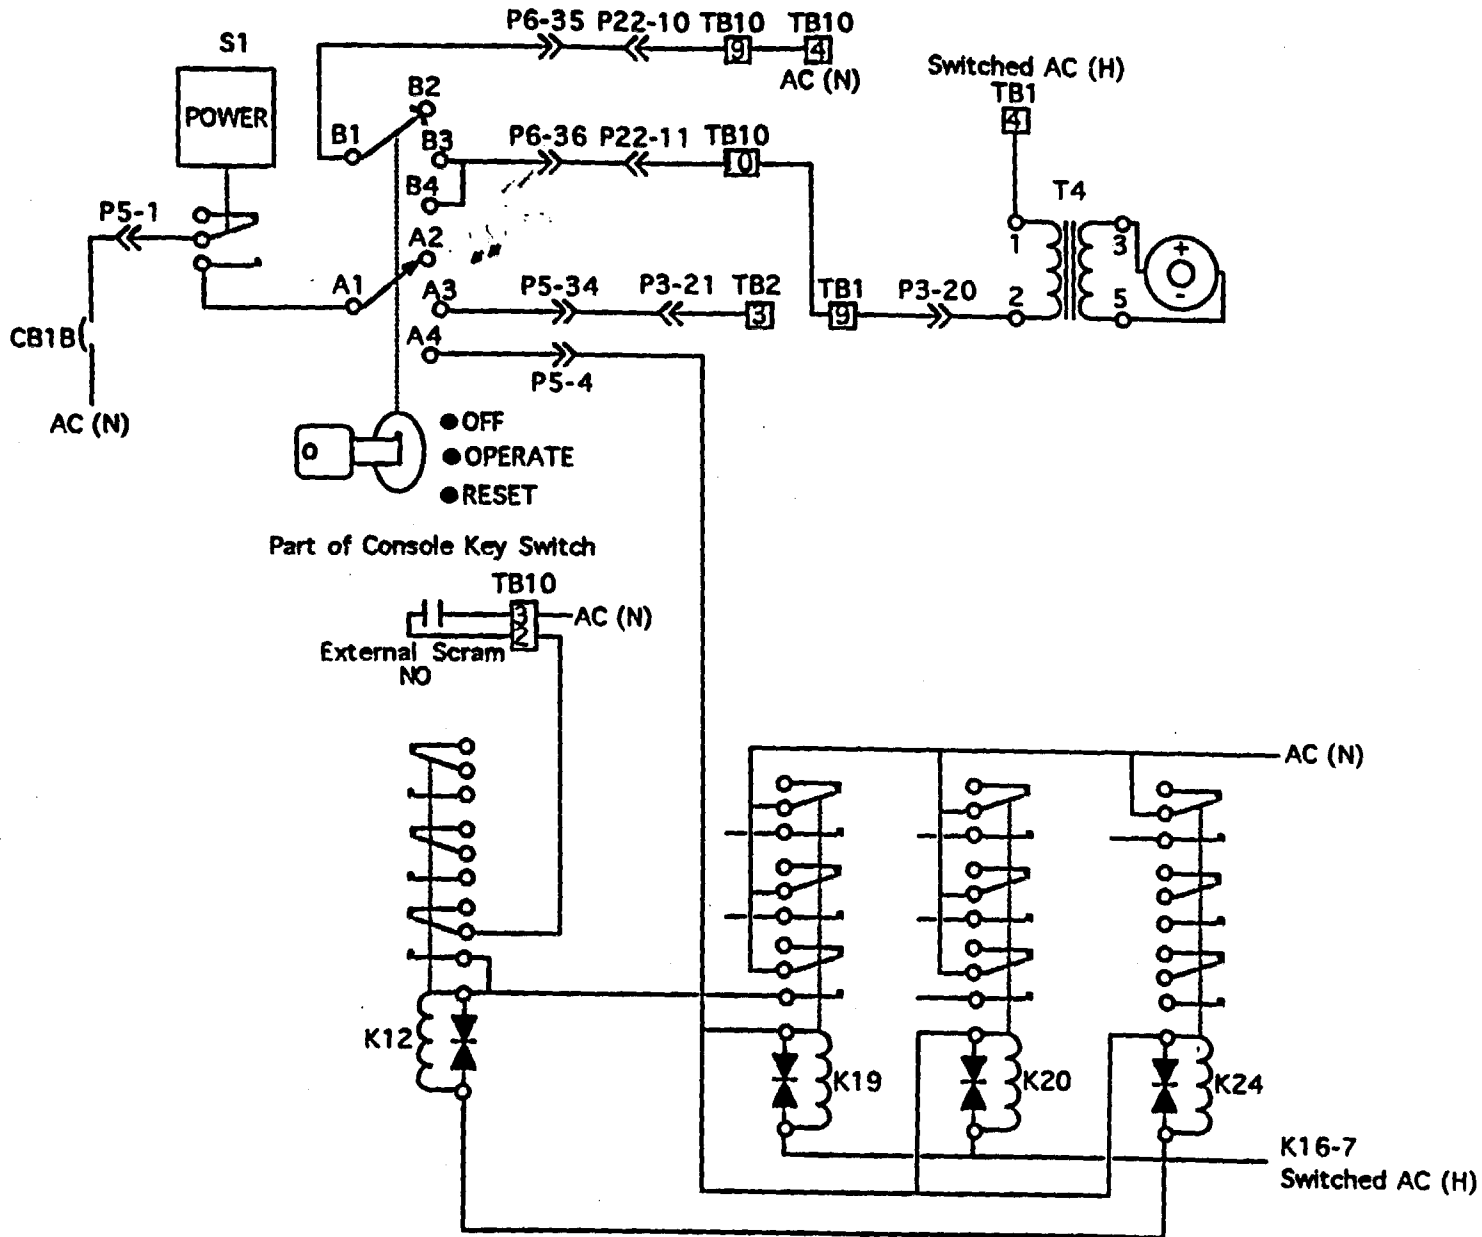 P6-35 P22-10 TB10 TB10
9 4
AC (N)
S1
POWER
Switched AC (H)
TB1
4
B2
B1
B3
P6-36 P22-11 TB10
10
B4
T4
P5-1
A2
1
3
+
-
A1
A3
P5-34 P3-21 TB2
3
TB1
9
P3-20
2
5
CB1B
A4
P5-4
AC (N)
OFF
OPERATE
RESET
Part of Console Key Switch
TB10
3
AC (N)
2
External Scram
NO
AC (N)
K12
K19
K20
K24
K16-7
Switched AC (H)